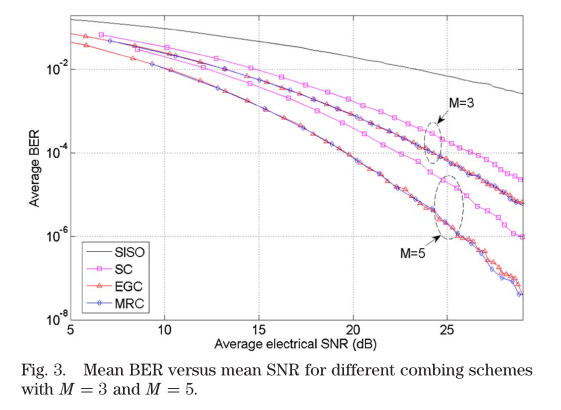 10-2
10-4
10-6
10-8
Average BER
M=3
M=5
SISO
SC
EGC
MRC
5 10 15 20 25
Average electrical SNR (dB)
Fig. 3. Mean BER versus mean SNR for different combing schemes
with M = 3 and M = 5.